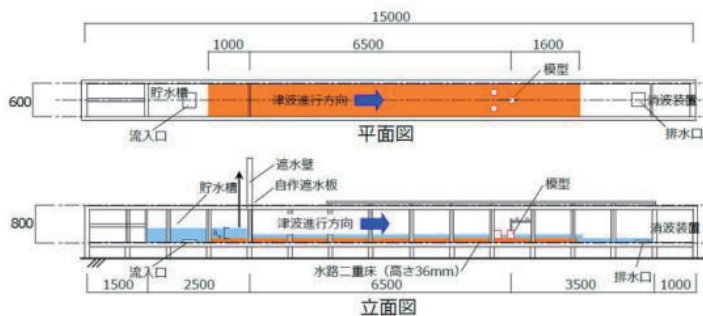 15000
1000
6500
1600
模型
600
貯水槽
津波進行方向
消波装置
流入口
排水口
平面図
遮水壁
自作遮水板
貯水槽
模型
800
津波進行方向
消波装置
流入口
水路二重床（高さ36mm）
排水口
1500
2500
6500
3500
1000
立面図